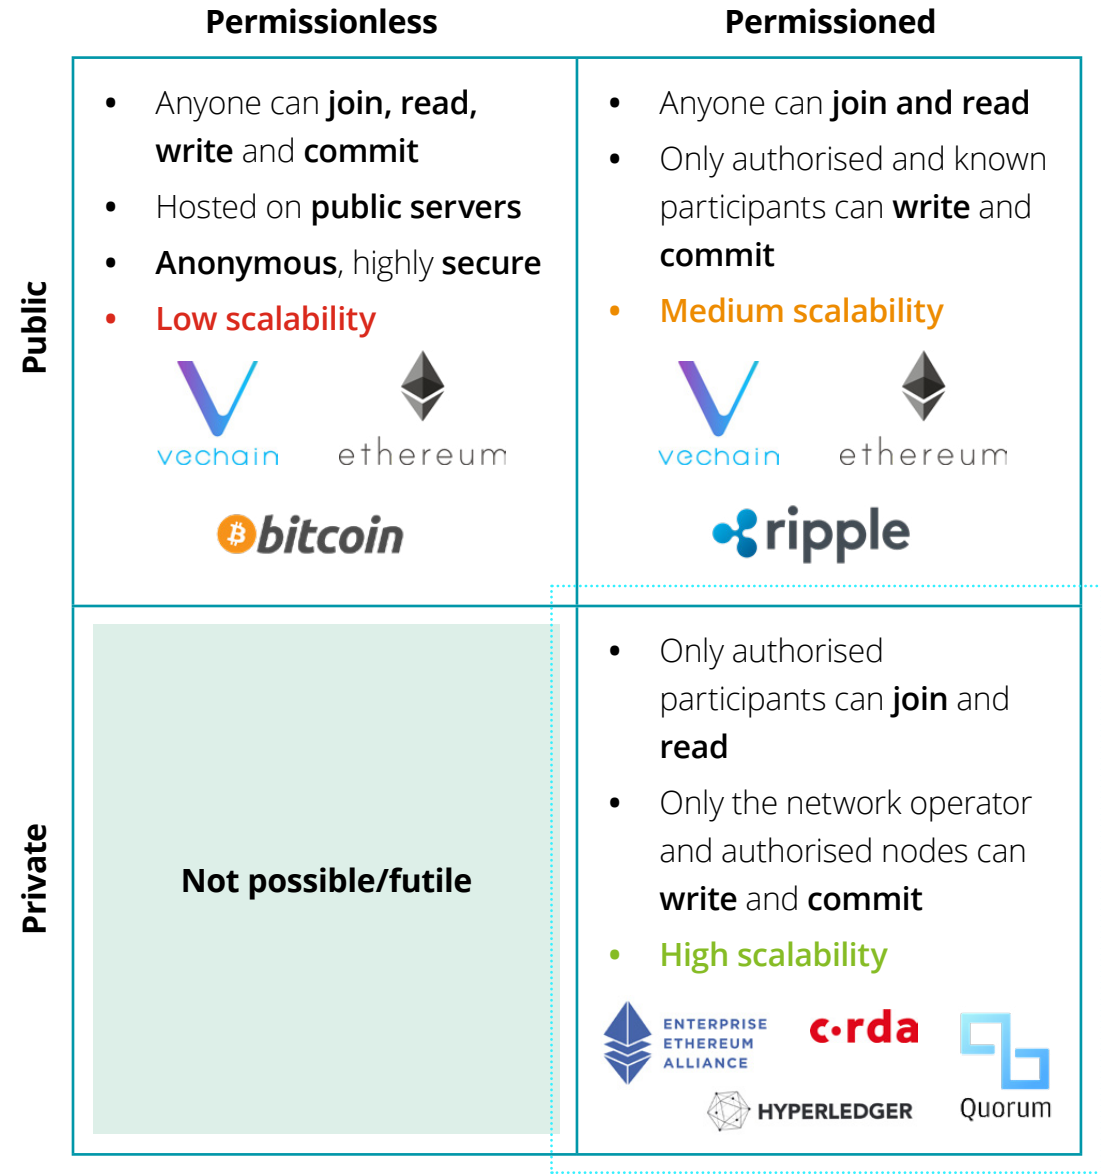 Permissionless
Permissioned
Public
• Anyone can join, read,
write and commit
• Hosted on public servers
• Anonymous, highly secure
• Low scalability
vechain
ethereum
bitcoin
• Anyone can join and read
• Only authorised and known
participants can write and
commit
• Medium scalability
vechain
ethereum
ripple
Private
Not possible/futile
• Only authorised
participants can join and
read
• Only the network operator
and authorised nodes can
write and commit
• High scalability
ENTERPRISE
ETHEREUM
ALLIANCE
c·rda
HYPERLEDGER
Quorum